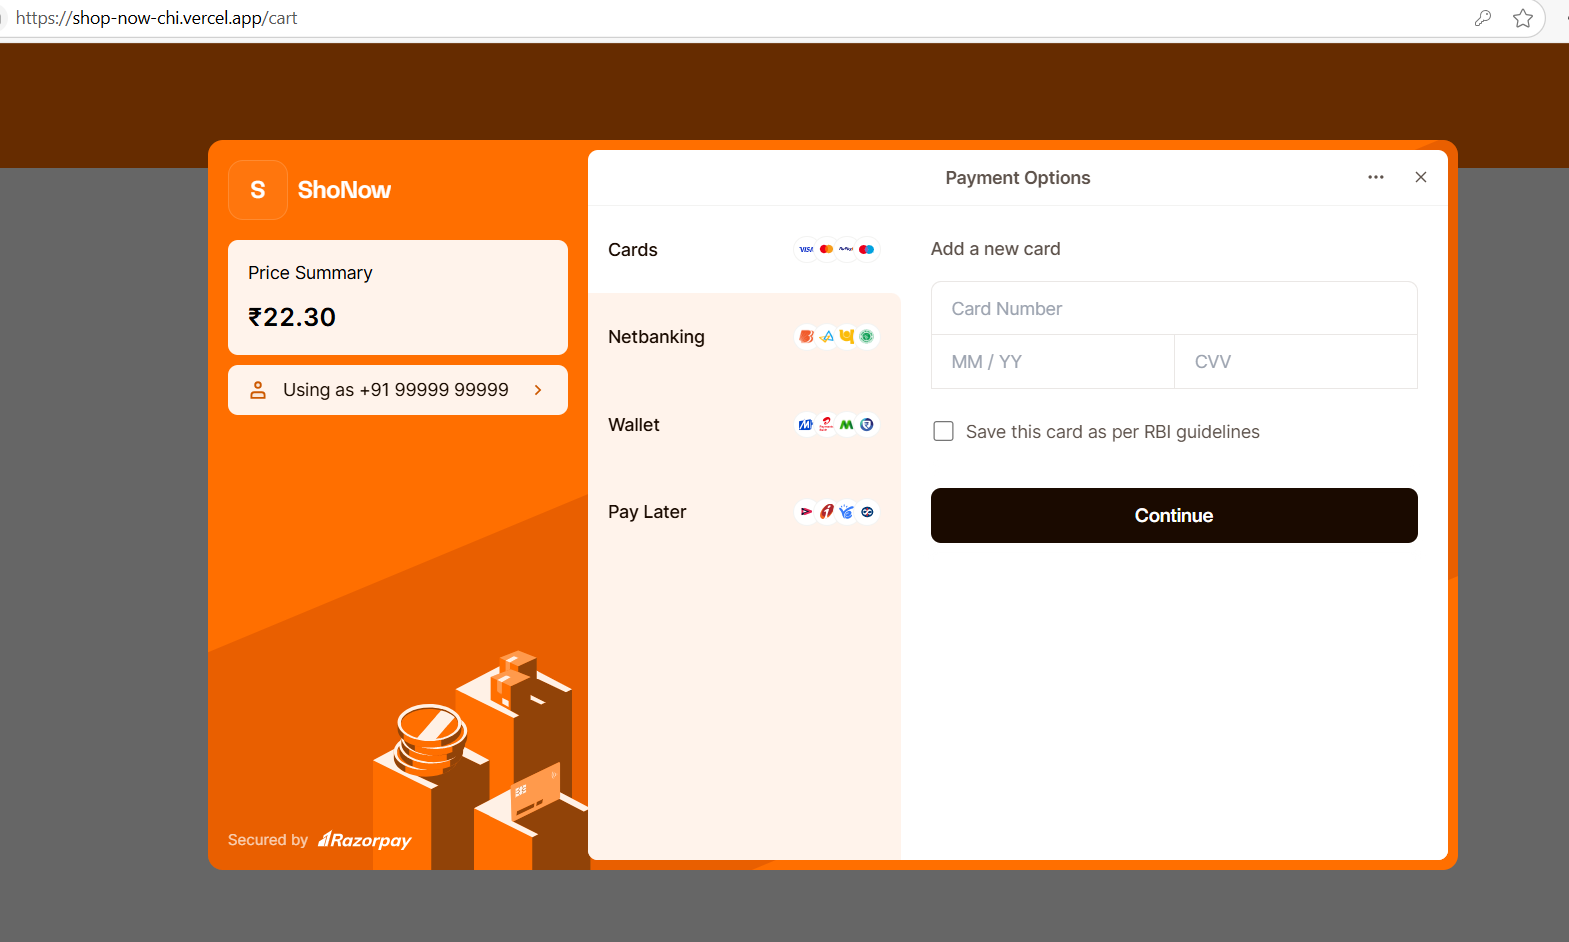 https://shop-now-chi.vercel.app/cart
S
ShoNow
Price Summary
₹22.30
Using as +91 99999 99999
Secured by Razorpay
Payment Options
Cards
VISA
Netbanking
Wallet
Pay Later
Add a new card
Card Number
MM / YY
CVV
Save this card as per RBI guidelines
Continue